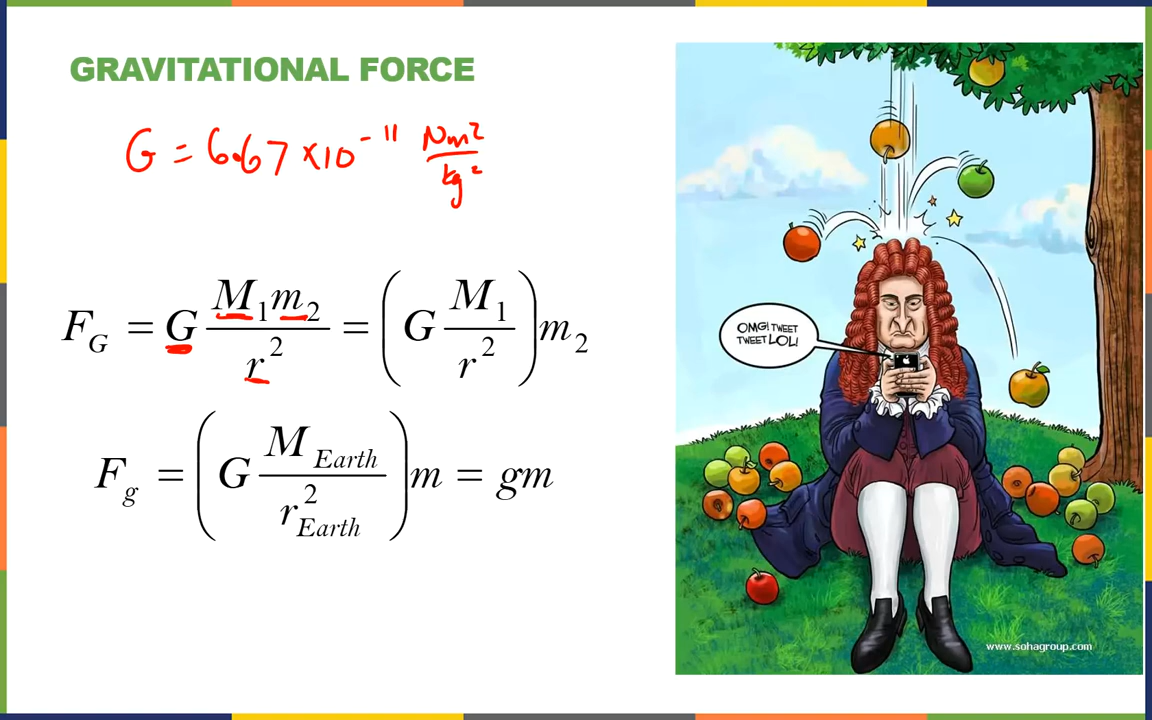 GRAVITATIONAL FORCE
G = 6.67 × 10⁻¹¹ Nm²/kg²
F_G = G M₁m₂/r² = (G M₁/r²) m₂
F_g = (G M_Earth/r²_Earth) m = gm
OMG! TWEET
TWEET LOL!
www.sohagroup.com